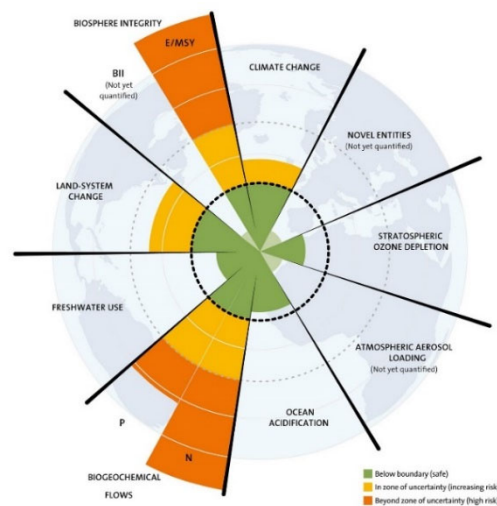 BIOSPHERE INTEGRITY
E/MSY
CLIMATE CHANGE
BII
(Not yet
quantified)
NOVEL ENTITIES
(Not yet quantified)
LAND-SYSTEM
CHANGE
STRATOSPHERIC
OZONE DEPLETION
FRESHWATER USE
ATMOSPHERIC AEROSOL
LOADING
(Not yet quantified)
OCEAN
ACIDIFICATION
P
N
BIOGEOCHEMICAL
FLOWS
Below boundary (safe)
In zone of uncertainty (increasing risk)
Beyond zone of uncertainty (high risk)